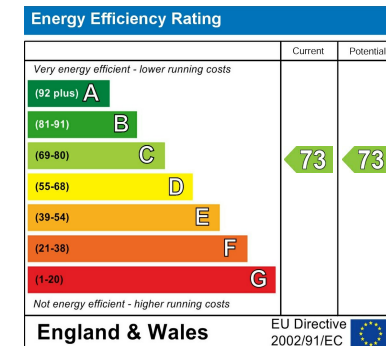 Energy Efficiency Rating
Current Potential
Very energy efficient - lower running costs
(92 plus) A
(81-91) B
(69-80) C 73 73
(55-68) D
(39-54) E
(21-38) F
(1-20) G
Not energy efficient - higher running costs
England & Wales
EU Directive
2002/91/EC